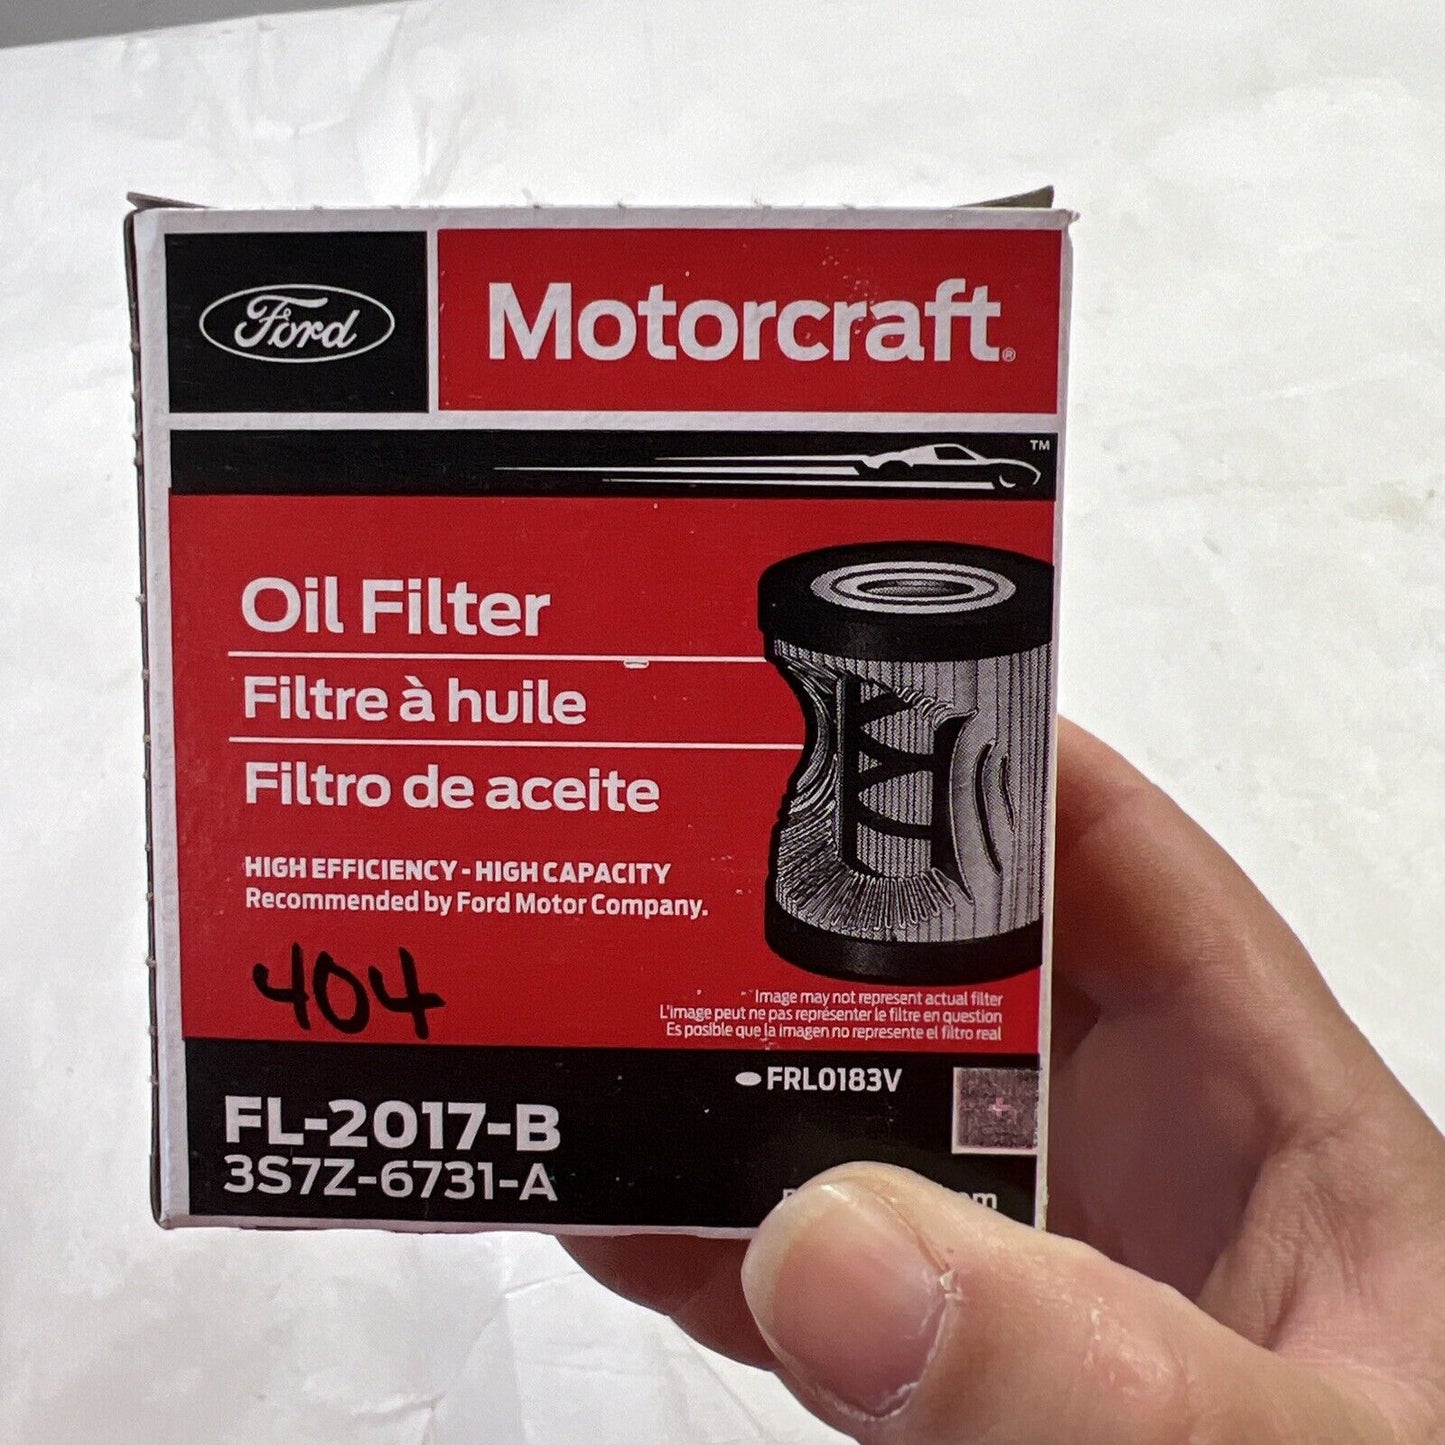 Ford
Motorcraft®
TM
Oil Filter
Filtre à huile
Filtro de aceite
HIGH EFFICIENCY - HIGH CAPACITY
Recommended by Ford Motor Company.
404
Image may not represent actual filter
L'image peut ne pas représenter le filtre en question
Es posible que la imagen no represente el filtro real
FRL0183V
FL-2017-B
3S7Z-6731-A